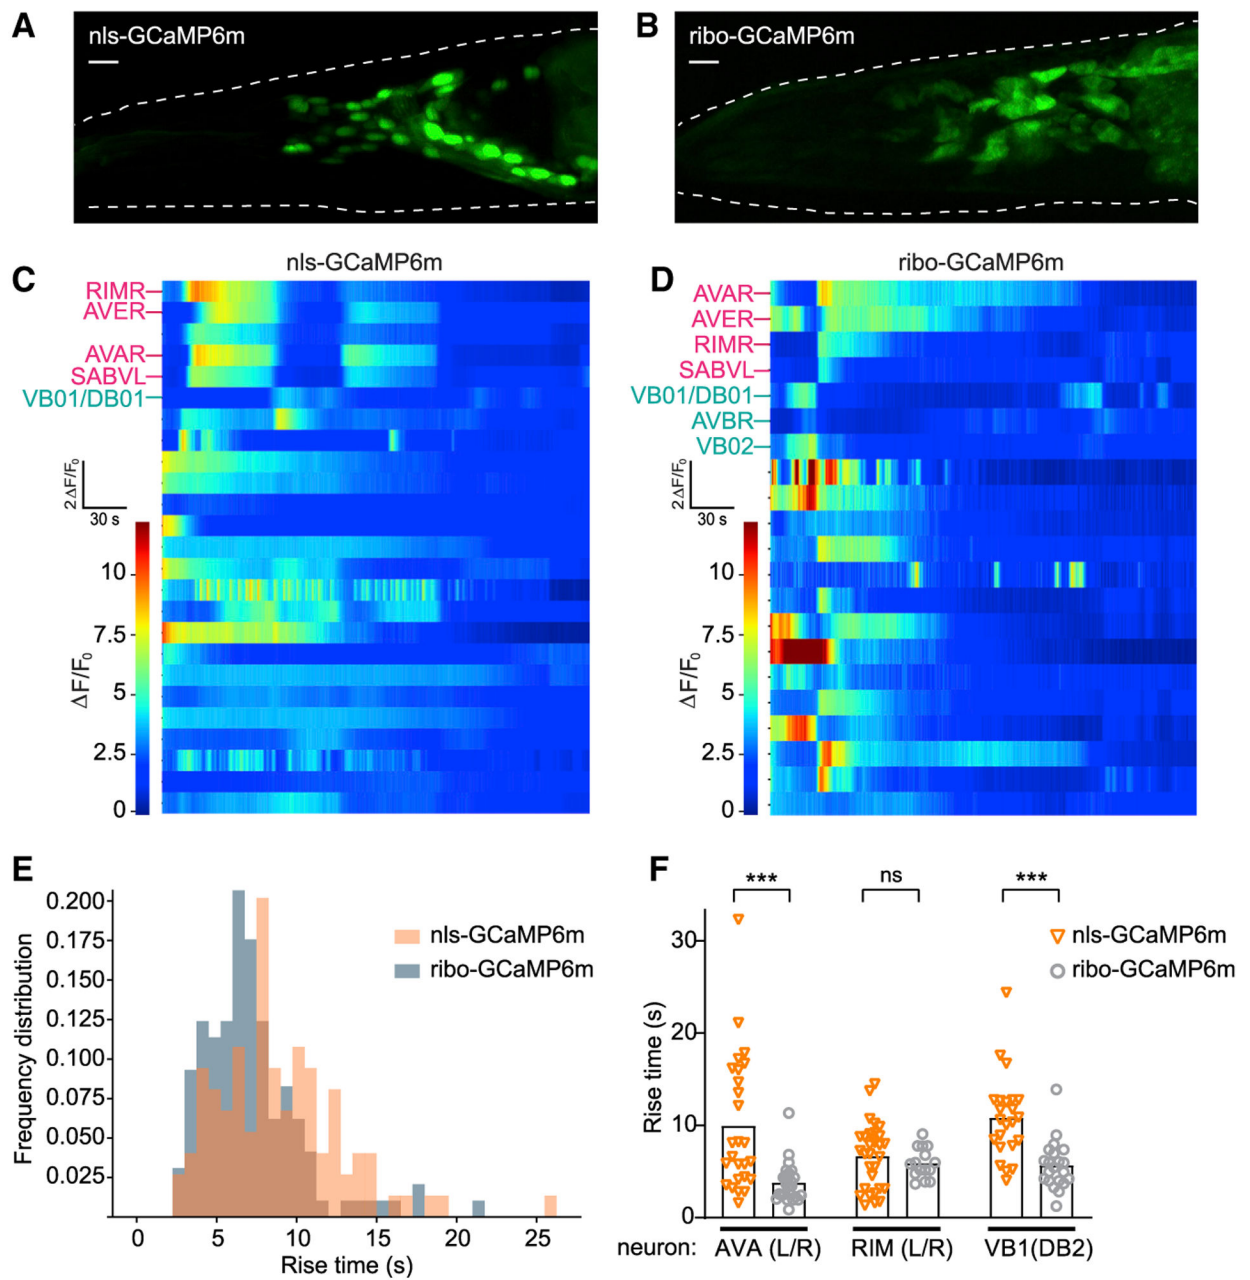 A
nls-GCaMP6m
B
ribo-GCaMP6m
C
nls-GCaMP6m
RIMR
AVER
AVAR
SABVL
VB01/DB01
2ΔF/F₀
30 s
10
7.5
5
2.5
0
ΔF/F₀
D
ribo-GCaMP6m
AVAR
AVER
RIMR
SABVL
VB01/DB01
AVBR
VB02
2ΔF/F₀
30 s
10
7.5
5
2.5
0
ΔF/F₀
E
0.200
0.175
0.150
0.125
0.100
0.075
0.050
0.025
Frequency distribution
nls-GCaMP6m
ribo-GCaMP6m
0 5 10 15 20 25
Rise time (s)
F
*** ns ***
nls-GCaMP6m
ribo-GCaMP6m
30
20
10
0
Rise time (s)
neuron: AVA (L/R) RIM (L/R) VB1(DB2)